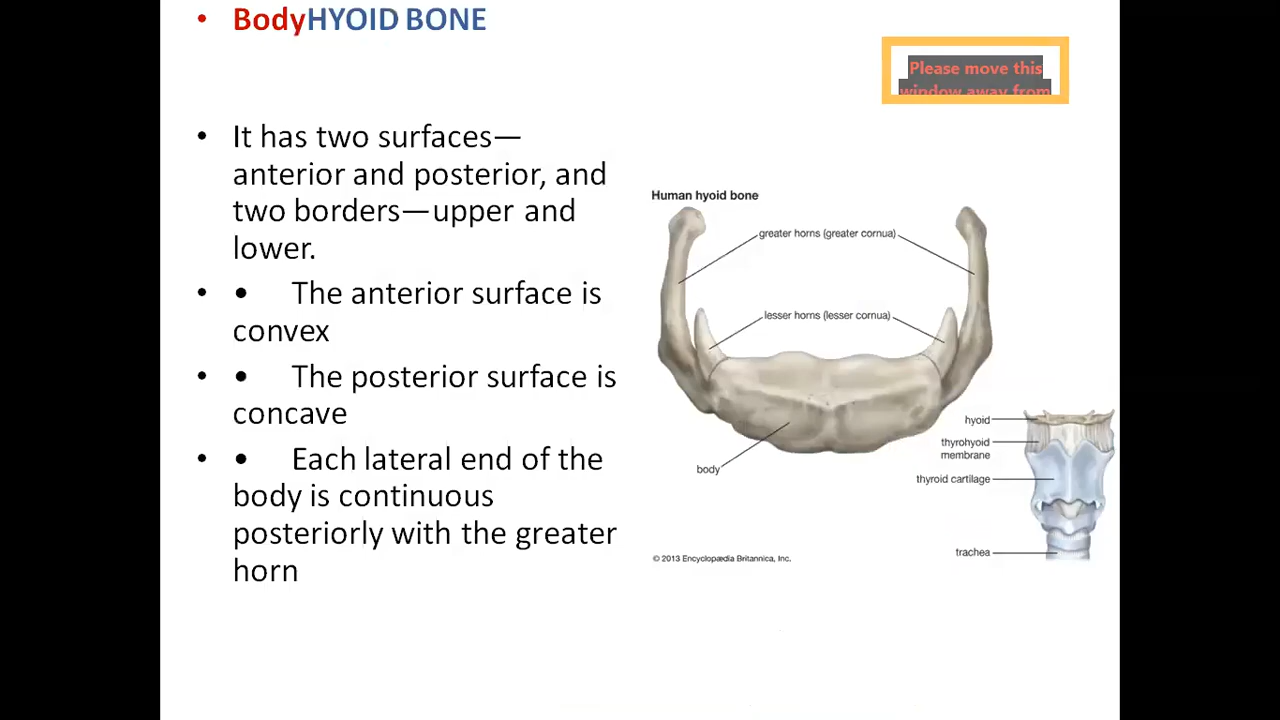 • BodyHYOID BONE
Please move this
window away from
• It has two surfaces—
anterior and posterior, and
two borders—upper and
lower.
• • The anterior surface is
convex
• • The posterior surface is
concave
• • Each lateral end of the
body is continuous
posteriorly with the greater
horn
Human hyoid bone
greater horns (greater cornua)
lesser horns (lesser cornua)
body
hyoid
thyrohyoid
membrane
thyroid cartilage
trachea
© 2013 Encyclopædia Britannica, Inc.